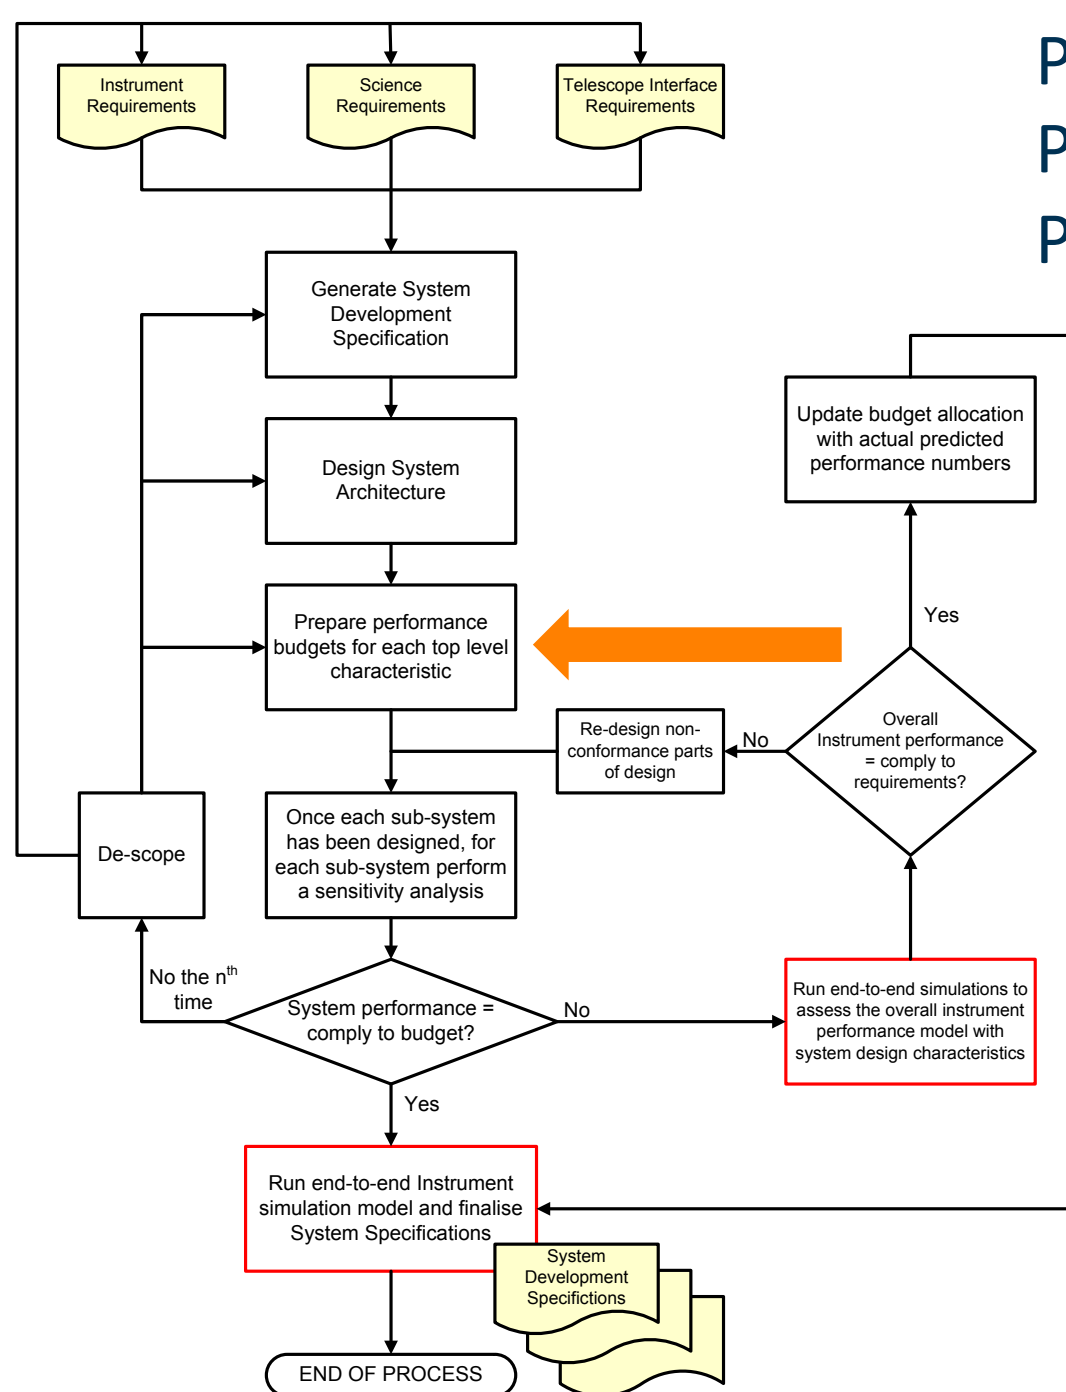 P
P
P
Instrument
Requirements
Science
Requirements
Telescope Interface
Requirements
Generate System
Development
Specification
Design System
Architecture
Prepare performance
budgets for each top level
characteristic
Update budget allocation
with actual predicted
performance numbers
Yes
Overall
Instrument performance
= comply to
requirements?
No
Re-design non-
conformance parts
of design
Once each sub-system
has been designed, for
each sub-system perform
a sensitivity analysis
De-scope
No the nth
time
System performance =
comply to budget?
No
Run end-to-end simulations to
assess the overall instrument
performance model with
system design characteristics
Yes
Run end-to-end Instrument
simulation model and finalise
System Specifications
System
Development
Specifictions
END OF PROCESS